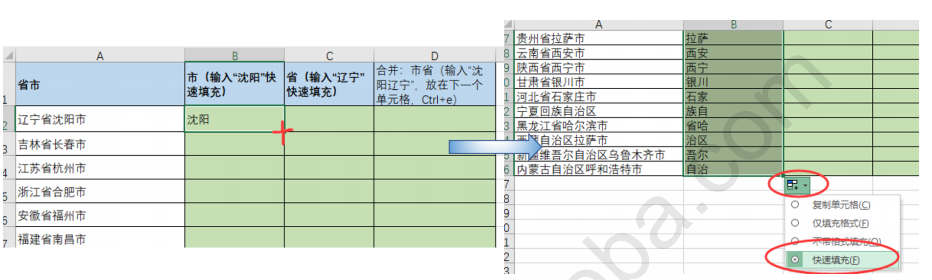 A B C D
1 省市
市（输入“沈阳”快
速填充）
省（输入“辽宁”
快速填充）
合并：市省（输入“沈
阳辽宁”，放在下一个
单元格，Ctrl+e）
2 辽宁省沈阳市 沈阳
3 吉林省长春市
4 江苏省杭州市
5 浙江省合肥市
6 安徽省福州市
7 福建省南昌市
A B C
7 贵州省拉萨市 拉萨
8 云南省西安市 西安
9 陕西省西宁市 西宁
0 甘肃省银川市 银川
1 河北省石家庄市 石家
2 宁夏回族自治区 族自
3 黑龙江省哈尔滨市 省哈
自治区拉萨市 治区
维吾尔自治区乌鲁木齐市 吾尔
6 内蒙古自治区呼和浩特市 自治
7
8
9
0
1
2
3
复制单元格(C)
仅填充格式(F)
不带格式填充(O)
快速填充(F)
oba.com